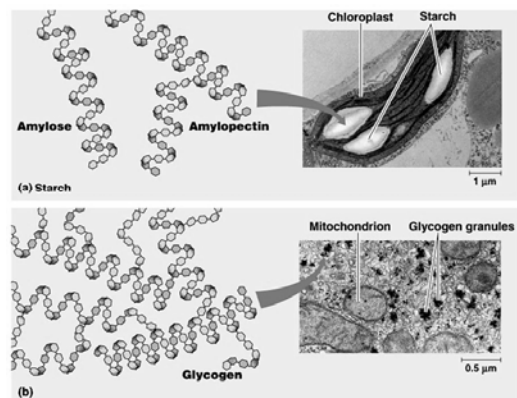 Chloroplast
Starch
Amylose
Amylopectin
(a) Starch
1 μm
Mitochondrion
Glycogen granules
Glycogen
(b)
0.5 μm